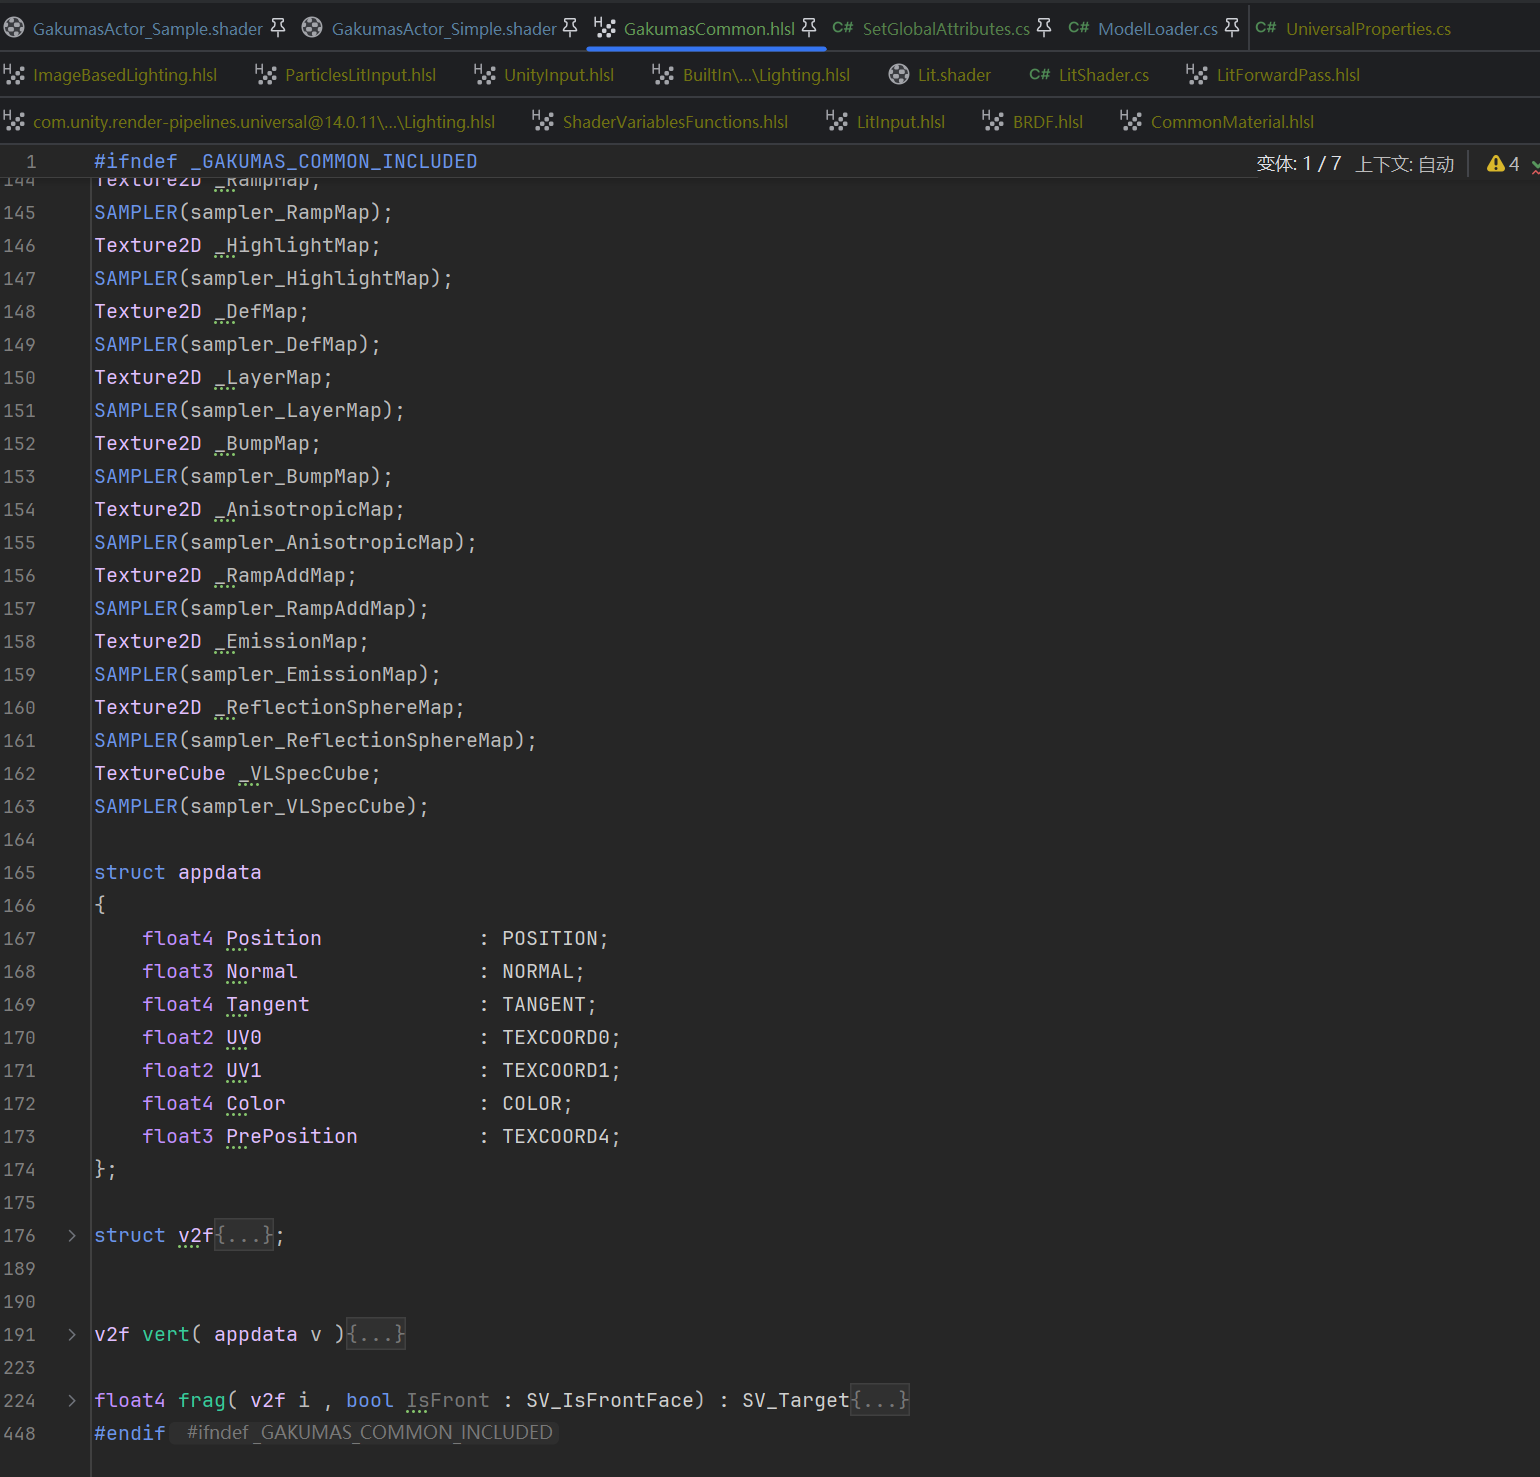 GakumasActor_Sample.shader GakumasActor_Simple.shader GakumasCommon.hlsl C# SetGlobalAttributes.cs C# ModelLoader.cs C# UniversalProperties.cs
ImageBasedLighting.hlsl ParticlesLitInput.hlsl UnityInput.hlsl BuiltIn\...\Lighting.hlsl Lit.shader C# LitShader.cs LitForwardPass.hlsl
com.unity.render-pipelines.universal@14.0.11\...\Lighting.hlsl ShaderVariablesFunctions.hlsl LitInput.hlsl BRDF.hlsl CommonMaterial.hlsl
1 #ifndef _GAKUMAS_COMMON_INCLUDED 变体: 1 / 7 上下文: 自动 4
144 Texture2D _RampMap;
145 SAMPLER(sampler_RampMap);
146 Texture2D _HighlightMap;
147 SAMPLER(sampler_HighlightMap);
148 Texture2D _DefMap;
149 SAMPLER(sampler_DefMap);
150 Texture2D _LayerMap;
151 SAMPLER(sampler_LayerMap);
152 Texture2D _BumpMap;
153 SAMPLER(sampler_BumpMap);
154 Texture2D _AnisotropicMap;
155 SAMPLER(sampler_AnisotropicMap);
156 Texture2D _RampAddMap;
157 SAMPLER(sampler_RampAddMap);
158 Texture2D _EmissionMap;
159 SAMPLER(sampler_EmissionMap);
160 Texture2D _ReflectionSphereMap;
161 SAMPLER(sampler_ReflectionSphereMap);
162 TextureCube _VLSpecCube;
163 SAMPLER(sampler_VLSpecCube);
164
165 struct appdata
166 {
167 float4 Position : POSITION;
168 float3 Normal : NORMAL;
169 float4 Tangent : TANGENT;
170 float2 UV0 : TEXCOORD0;
171 float2 UV1 : TEXCOORD1;
172 float4 Color : COLOR;
173 float3 PrePosition : TEXCOORD4;
174 };
175
176 struct v2f{...};
189
190
191 v2f vert( appdata v ){...}
223
224 float4 frag( v2f i , bool IsFront : SV_IsFrontFace) : SV_Target{...}
448 #endif #ifndef _GAKUMAS_COMMON_INCLUDED